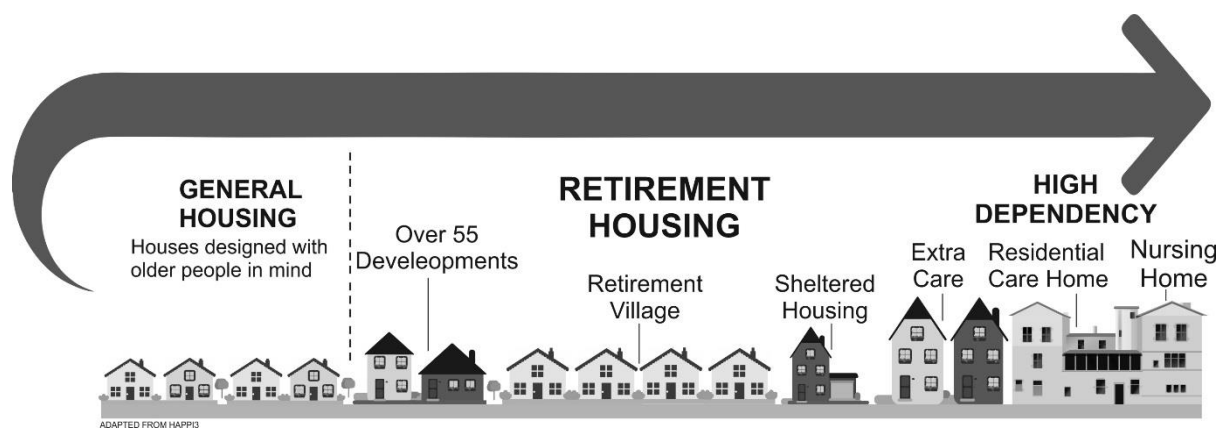 GENERAL
HOUSING
Houses designed with
older people in mind
Over 55
Develeopments
RETIREMENT
HOUSING
Retirement
Village
Sheltered
Housing
HIGH
DEPENDENCY
Extra
Care
Residential
Care Home
Nursing
Home
ADAPTED FROM HAPPI3